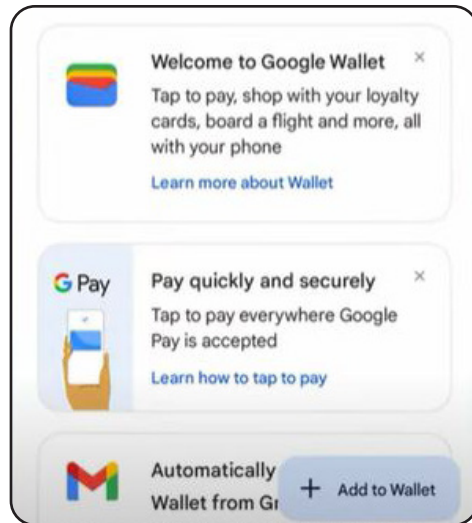 Welcome to Google Wallet
Tap to pay, shop with your loyalty
cards, board a flight and more, all
with your phone
Learn more about Wallet
G Pay
Pay quickly and securely
Tap to pay everywhere Google
Pay is accepted
Learn how to tap to pay
Automatically
Wallet from
+ Add to Wallet